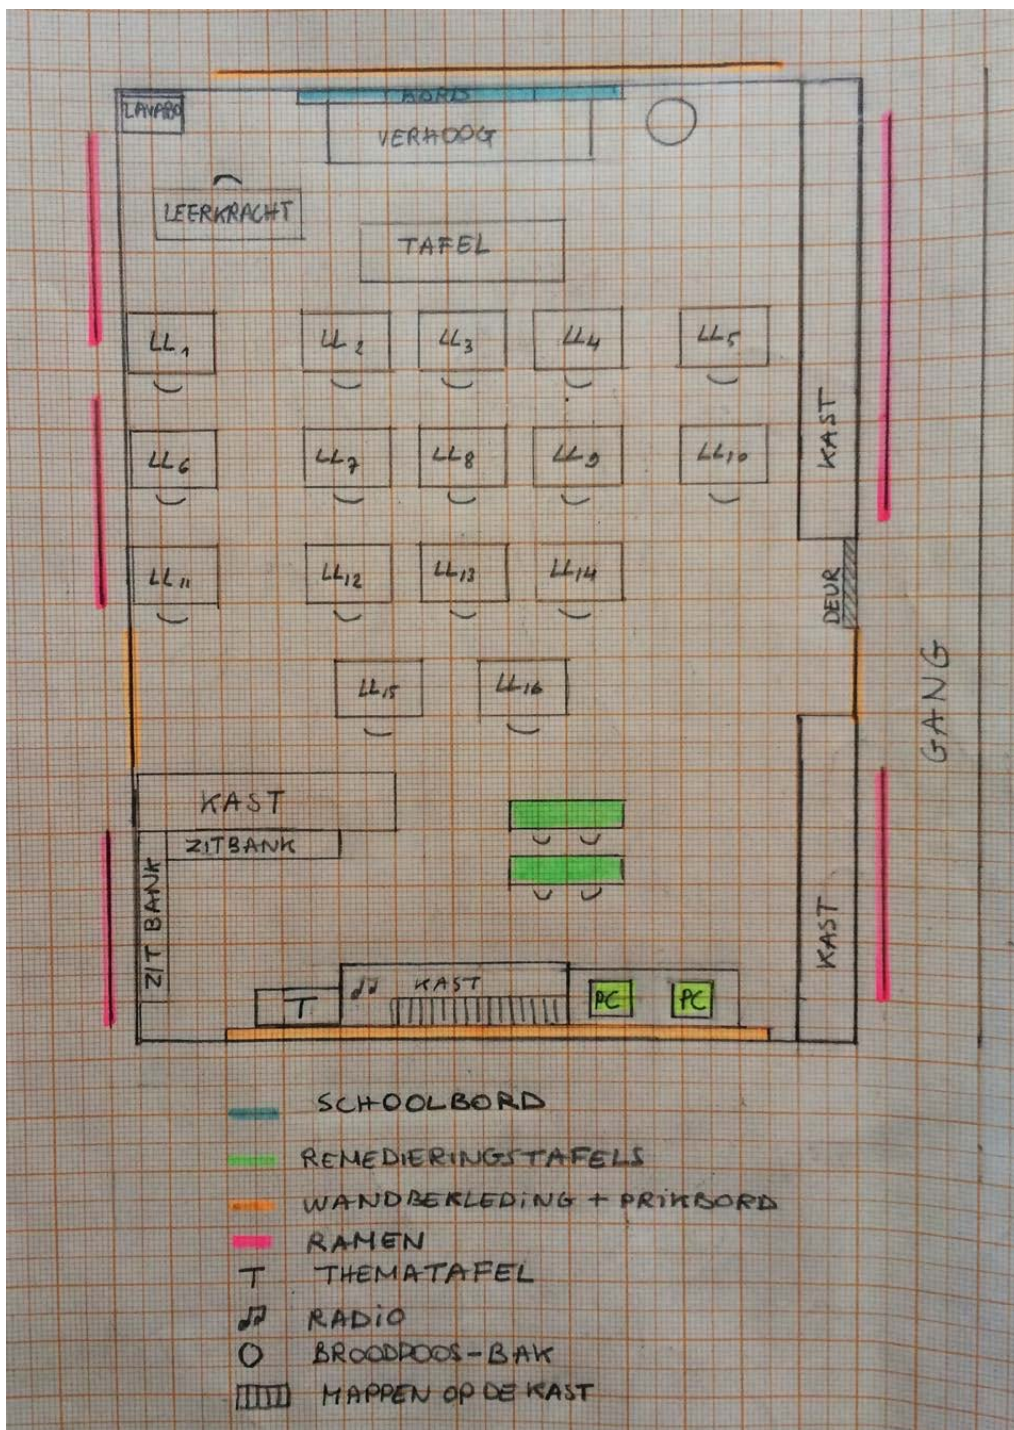 LAVABO
BORD
VERHOOG
LEERKRACHT
TAFEL
LL1 LL2 LL3 LL4 LL5
KAST
LL6 LL7 LL8 LL9 LL10
LL11 LL12 LL13 LL14
DEUR
GANG
LL15 LL16
KAST
ZITBANK
ZITBANK
KAST
T
KAST
PC PC
SCHOOLBORD
REMEDIERINGSTAFELS
WANDBEKLEDING + PRIKBORD
RAMEN
T THEMATAFEL
RADIO
BROODDOOS-BAK
MAPPEN OP DE KAST